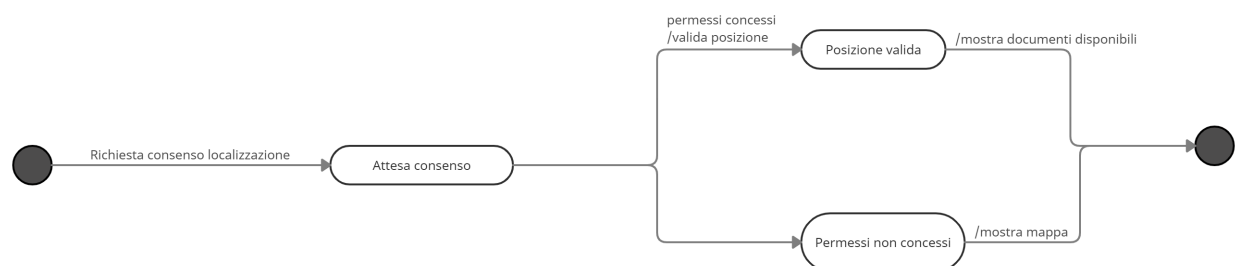 permessi concessi
/valida posizione
Posizione valida
/mostra documenti disponibili
Richiesta consenso localizzazione
Attesa consenso
Permessi non concessi
/mostra mappa